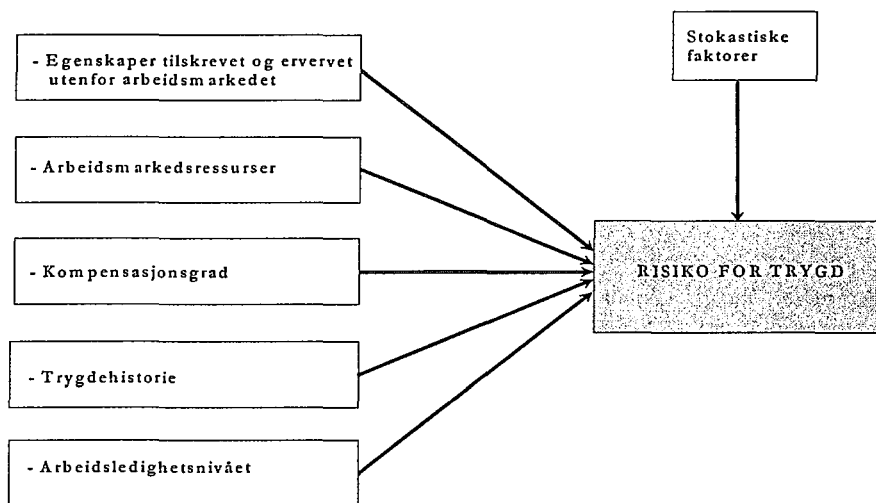 - Egenskaper tilskrevet og ervervet
utenfor arbeidsmarkedet
Stokastiske
faktorer
- Arbeidsmarkedsressurser
- Kompensasjonsgrad
RISIKO FOR TRYGD
- Trygdehistorie
- Arbeidsledighetsnivået